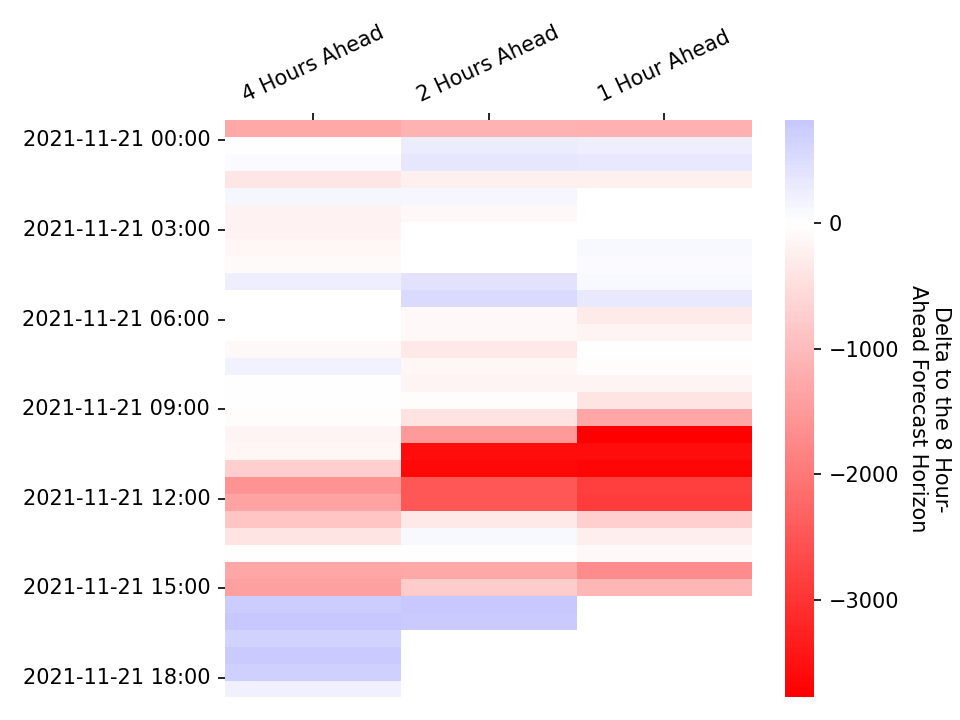 4 Hours Ahead
2 Hours Ahead
1 Hour Ahead
2021-11-21 00:00
2021-11-21 03:00
2021-11-21 06:00
2021-11-21 09:00
2021-11-21 12:00
2021-11-21 15:00
2021-11-21 18:00
0
−1000
−2000
−3000
Delta to the 8 Hour-
Ahead Forecast Horizon